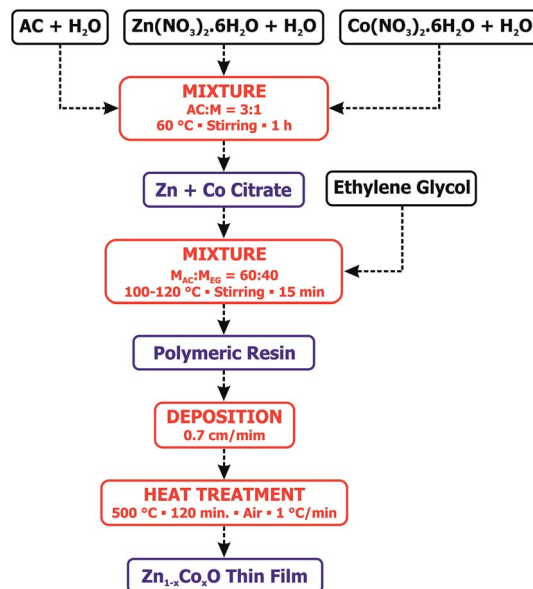 AC + H₂O
Zn(NO₃)₂.6H₂O + H₂O
Co(NO₃)₂.6H₂O + H₂O
MIXTURE
AC:M = 3:1
60 °C ▪ Stirring ▪ 1 h
Zn + Co Citrate
Ethylene Glycol
MIXTURE
M_AC:M_EG = 60:40
100-120 °C ▪ Stirring ▪ 15 min
Polymeric Resin
DEPOSITION
0.7 cm/mim
HEAT TREATMENT
500 °C ▪ 120 min. ▪ Air ▪ 1 °C/min
Zn₁₋ₓCoₓO Thin Film